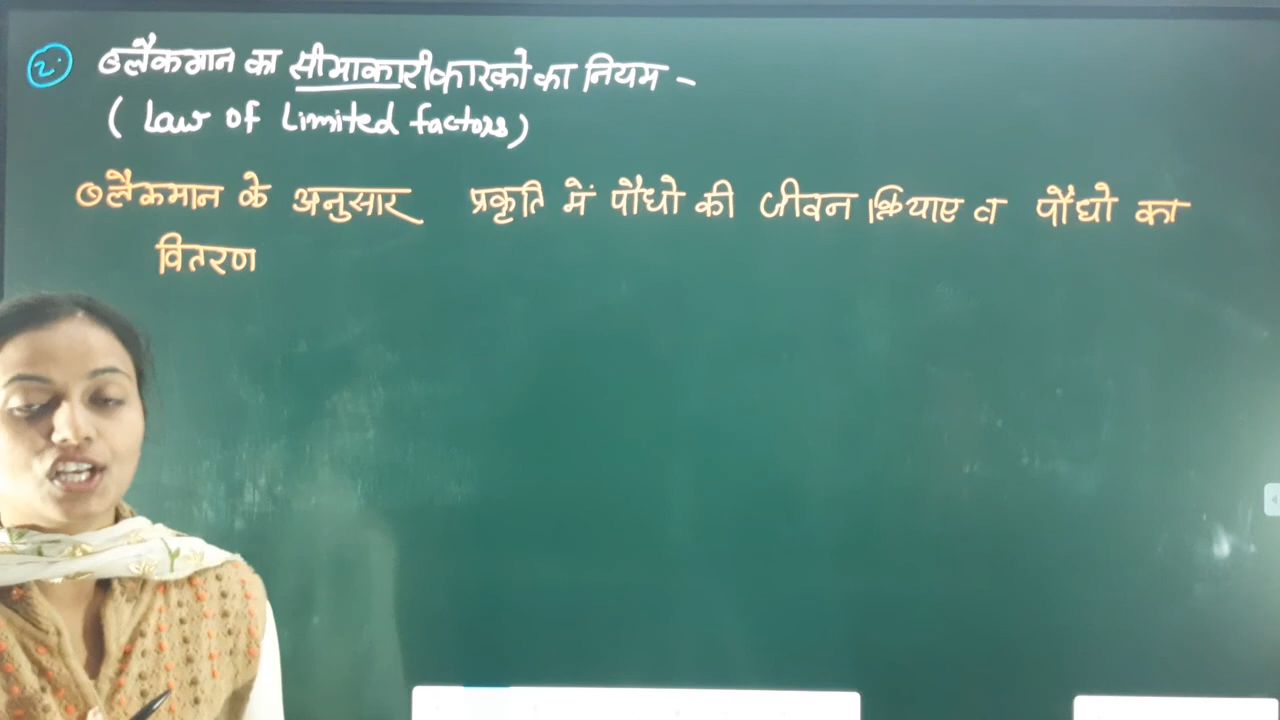 2.
ब्लैकमान का सीमाकारी कारको का नियम -
( Law of Limited factors )
ब्लैकमान के अनुसार प्रकृति में पौधो की जीवन क्रियाए व पौधो का
वितरण